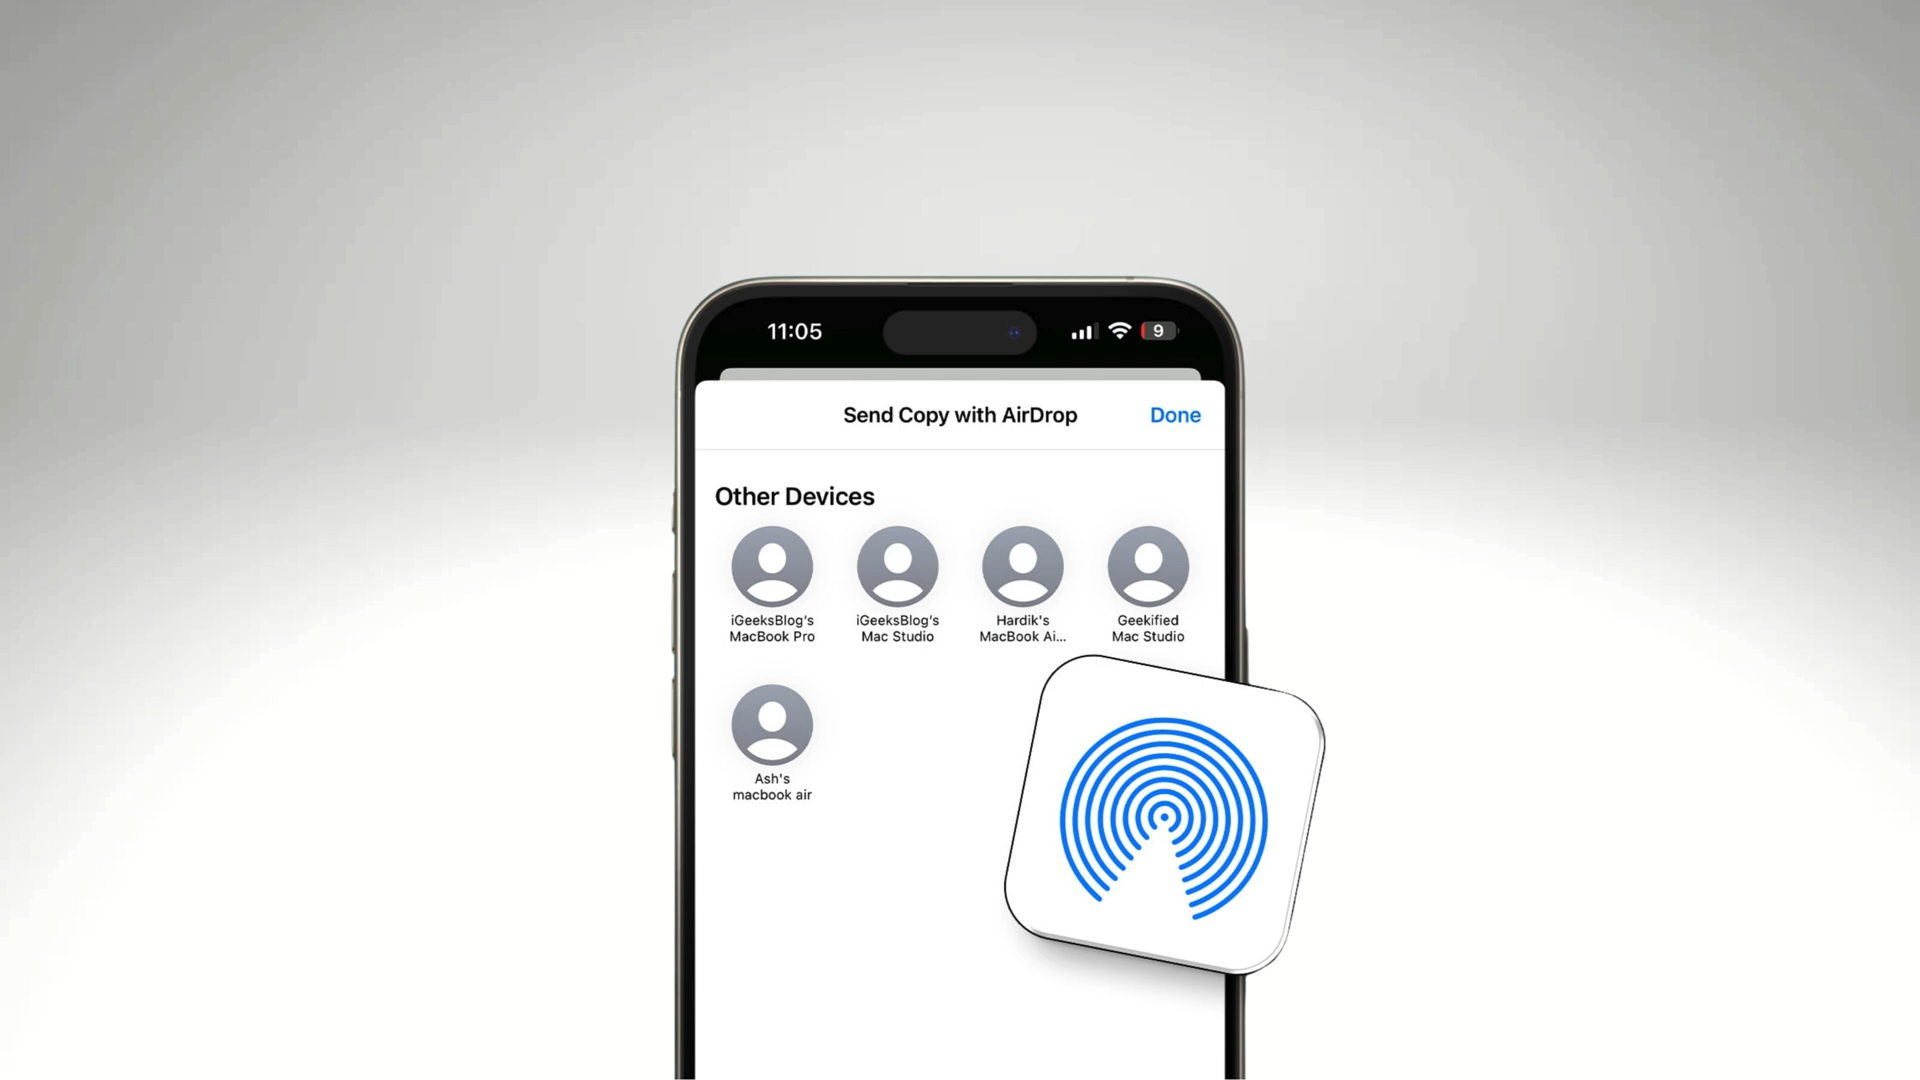 11:05
9
Send Copy with AirDrop
Done
Other Devices
iGeeksBlog's
MacBook Pro
iGeeksBlog's
Mac Studio
Hardik's
MacBook Ai...
Geekified
Mac Studio
Ash's
macbook air